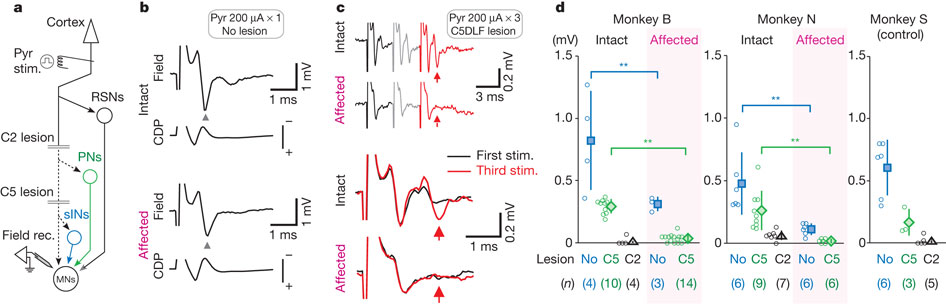 a
Cortex
Pyr
stim.
RSNs
C2 lesion
PNs
C5 lesion
sINs
Field rec.
MNs
b
Pyr 200 μA × 1
No lesion
Intact
Field
1 mV
1 ms
CDP
−
+
Affected
Field
1 mV
1 ms
CDP
−
+
c
Pyr 200 μA × 3
C5DLF lesion
Intact
Affected
0.2 mV
3 ms
First stim.
Third stim.
Intact
0.2 mV
1 ms
Affected
d
Monkey B
Monkey N
Monkey S
(control)
(mV)
Intact
Affected
Intact
Affected
**
**
**
**
1.5
1.0
0.5
0
1.5
1.0
0.5
0
1.5
1.0
0.5
0
Lesion No C5 C2 No C5 No C5 C2 No C5 No C5 C2
(n) (4) (10) (4) (3) (14) (6) (9) (7) (6) (6) (6) (3) (5)